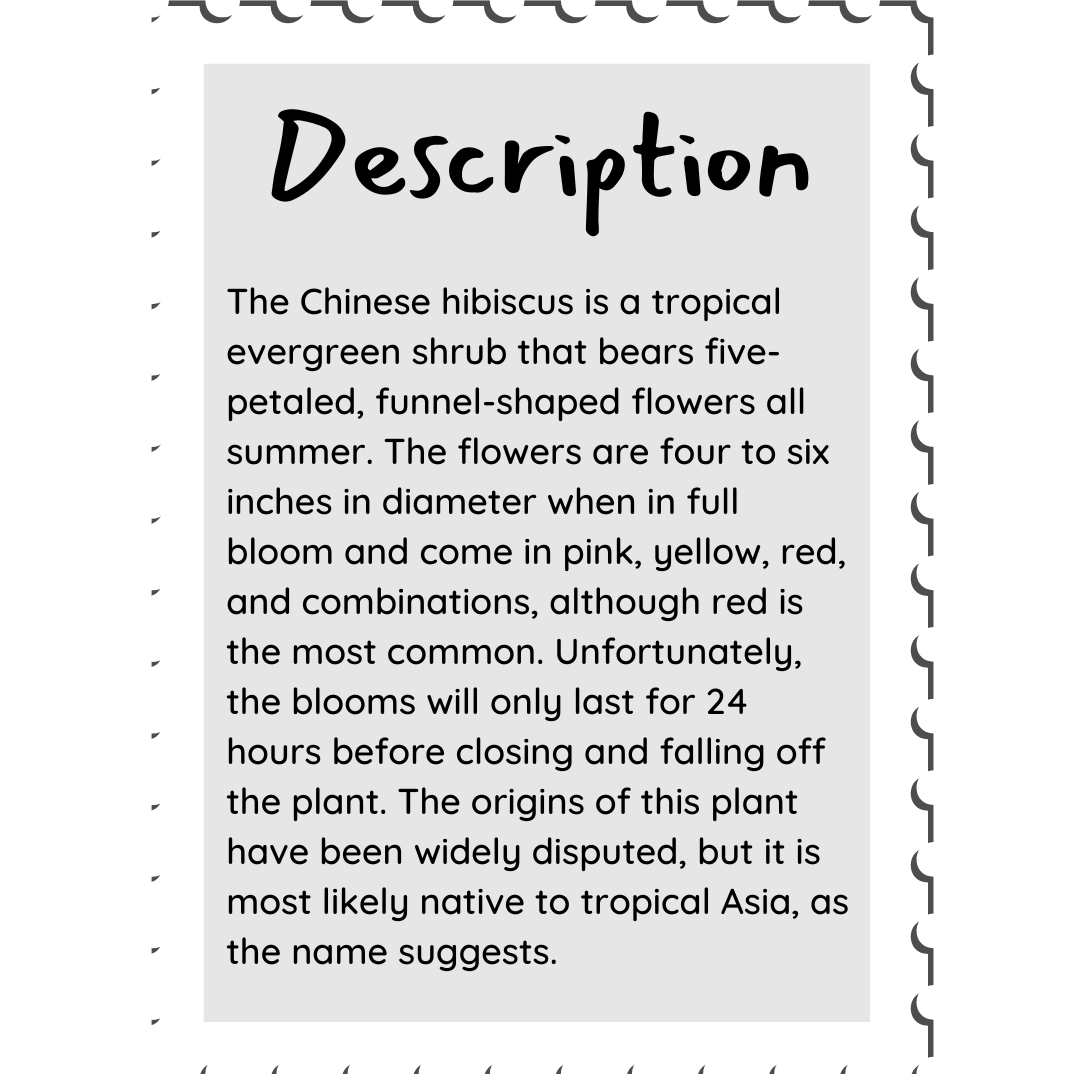 Description
The Chinese hibiscus is a tropical
evergreen shrub that bears five-
petaled, funnel-shaped flowers all
summer. The flowers are four to six
inches in diameter when in full
bloom and come in pink, yellow, red,
and combinations, although red is
the most common. Unfortunately,
the blooms will only last for 24
hours before closing and falling off
the plant. The origins of this plant
have been widely disputed, but it is
most likely native to tropical Asia, as
the name suggests.